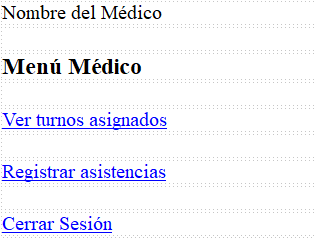 Nombre del Médico
Menú Médico
Ver turnos asignados
Registrar asistencias
Cerrar Sesión